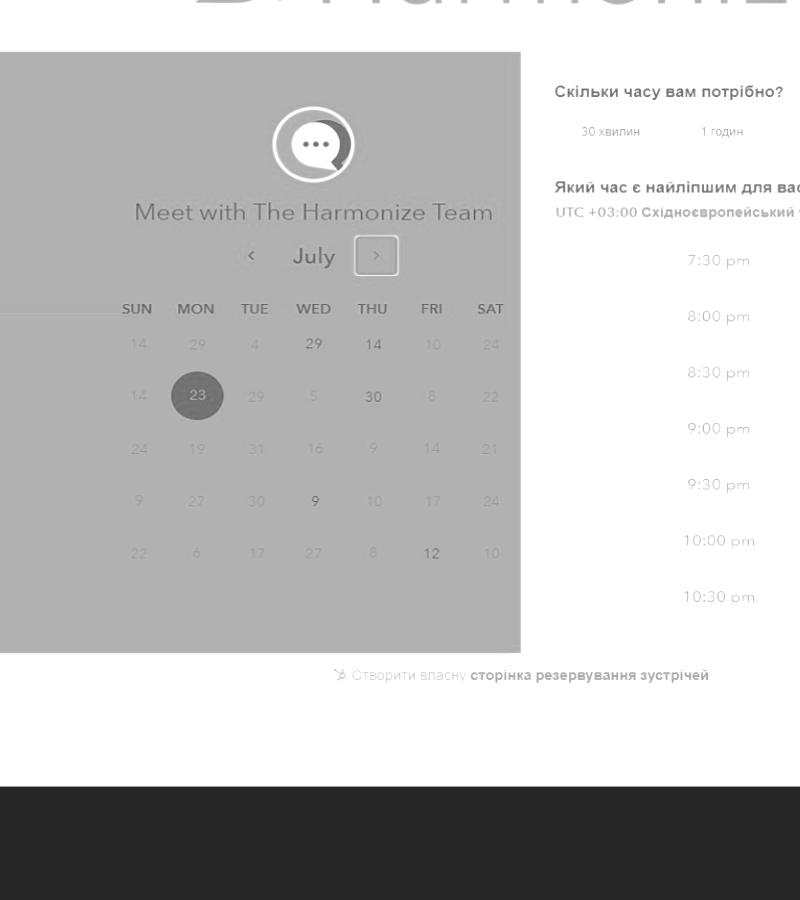 Meet with The Harmonize Team
July
SUN MON TUE WED THU FRI SAT
14 29 4 29 14 10 24
14 23 29 5 30 8 22
24 19 31 16 9 14 21
9 27 30 9 10 17 24
22 6 17 27 8 12 10
Скільки часу вам потрібно?
30 хвилин 1 годин
Який час є найліпшим для
UTC +03:00 Східноєвропейський
7:30 pm
8:00 pm
8:30 pm
9:00 pm
9:30 pm
10:00 pm
10:30 pm
Створити власну сторінка резервування зустрічей